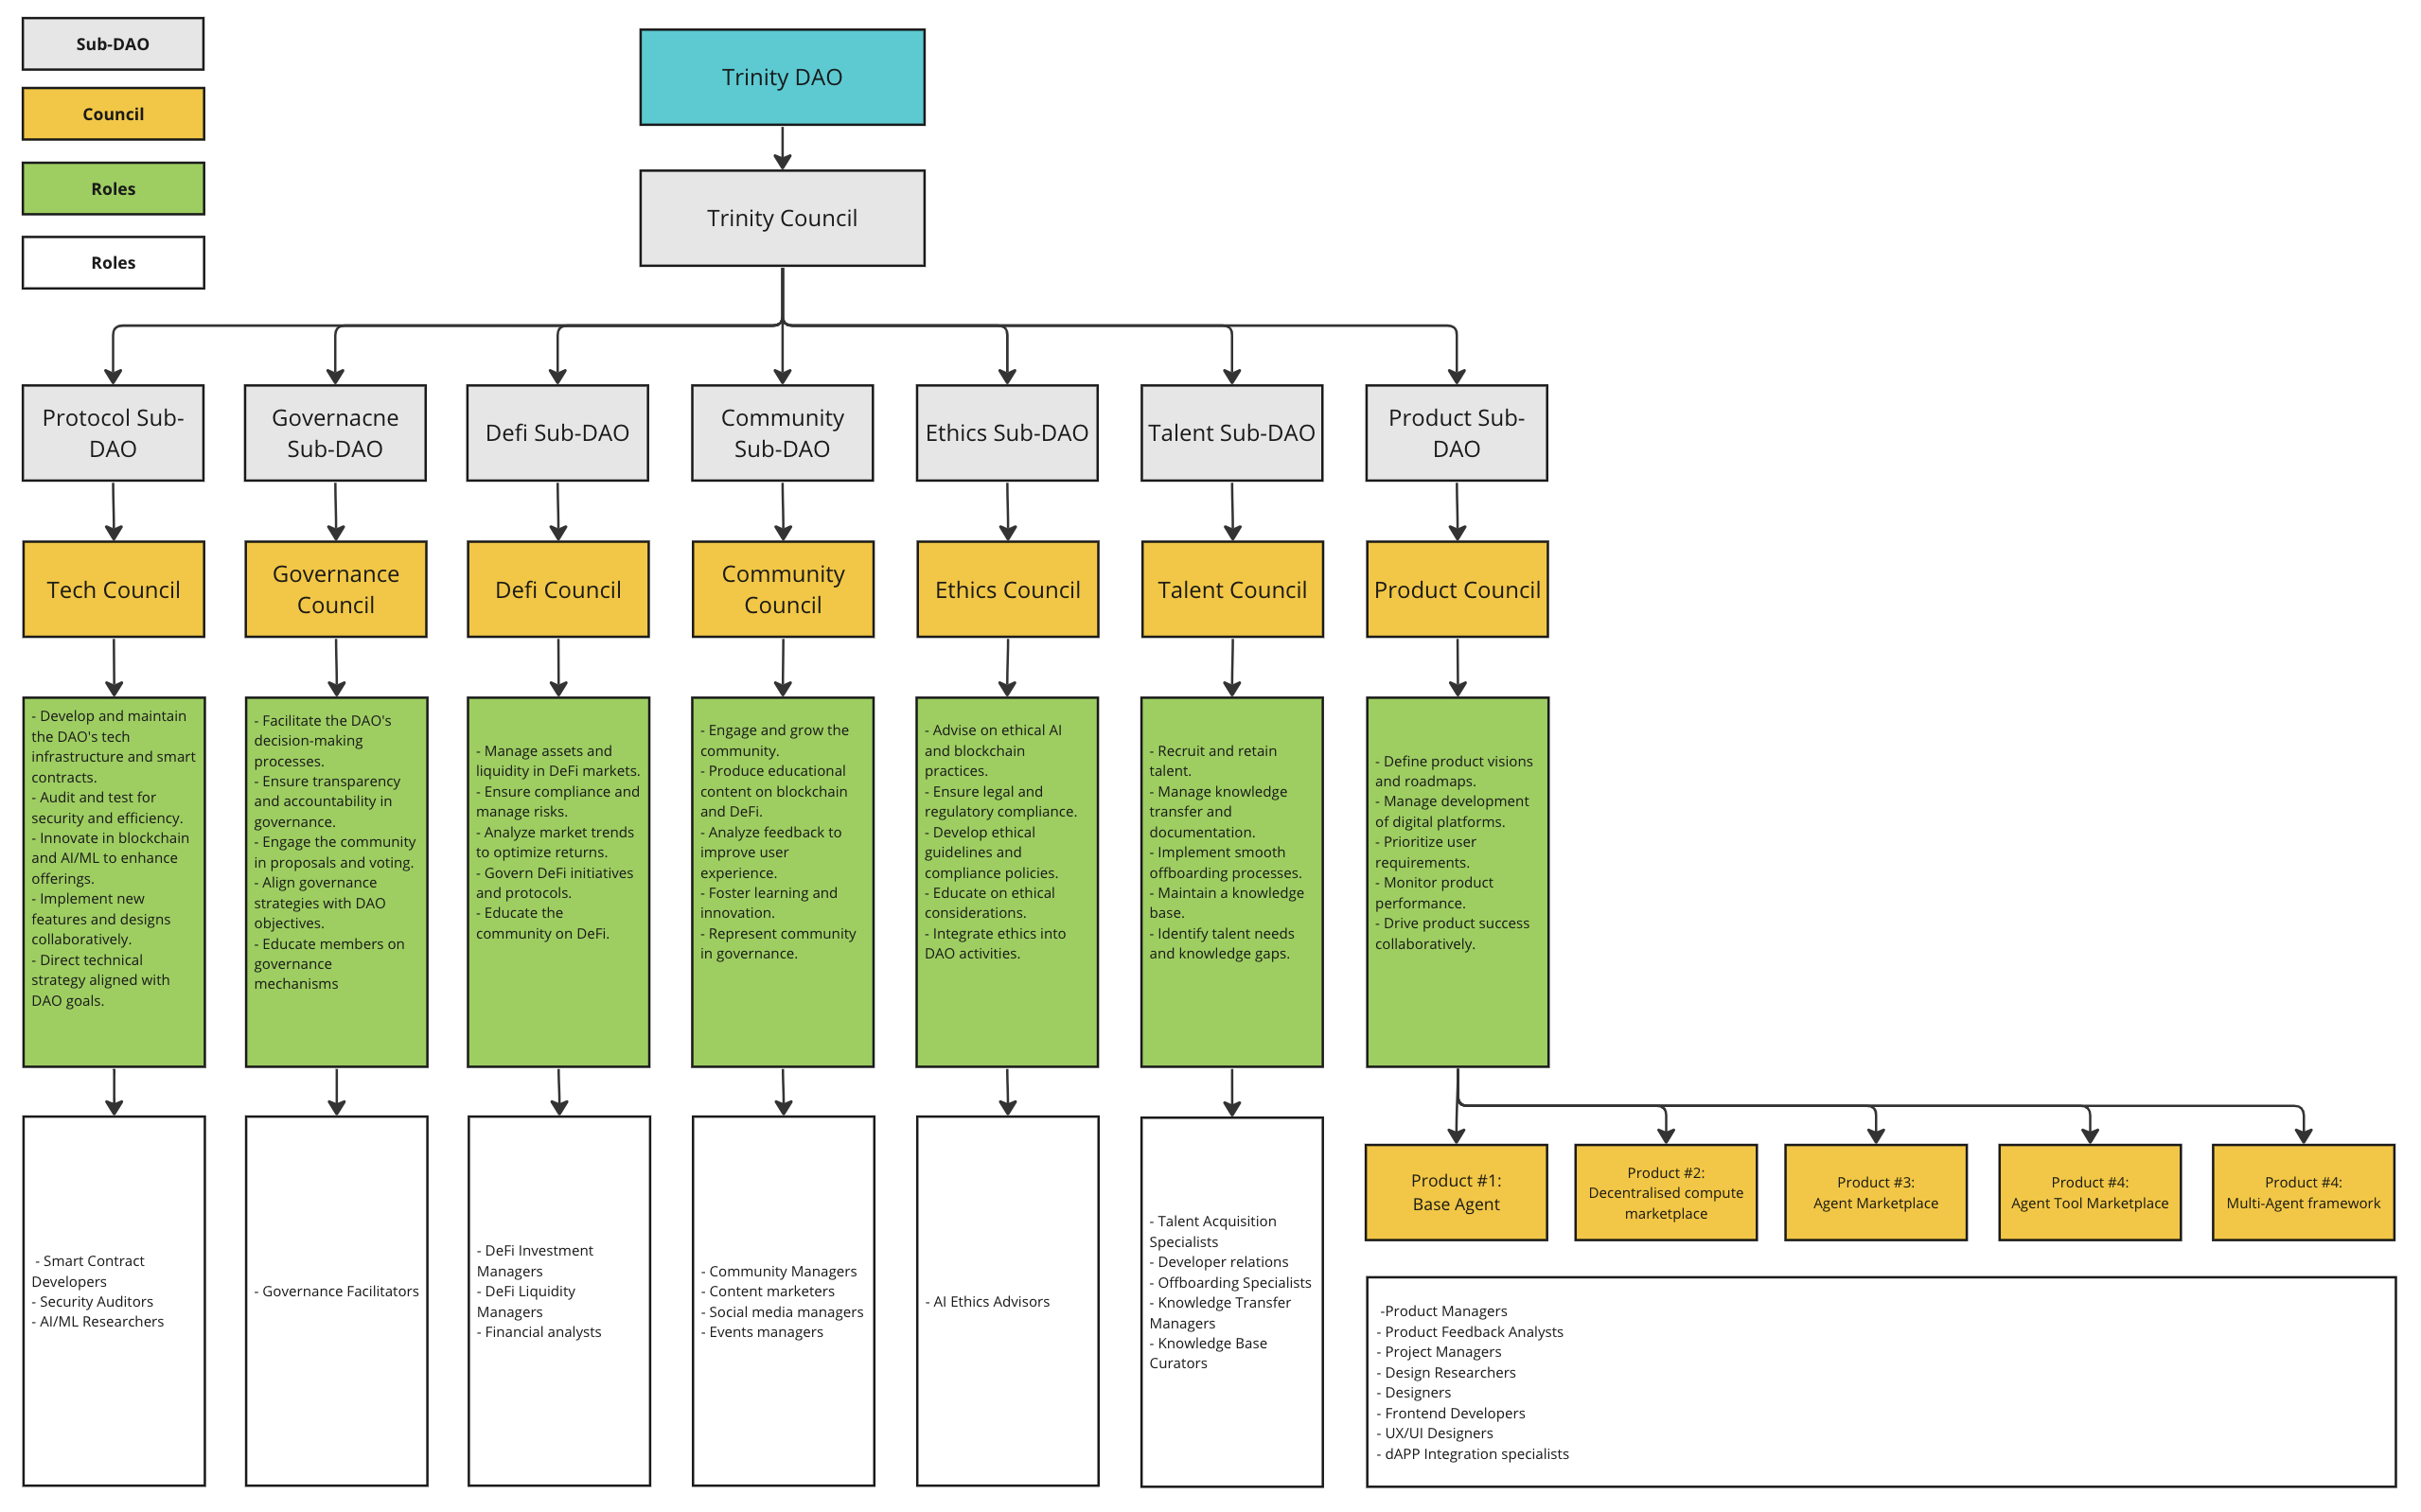 Sub-DAO
Council
Roles
Roles
Trinity DAO
Trinity Council
Protocol Sub-
DAO
Governacne
Sub-DAO
Defi Sub-DAO
Community
Sub-DAO
Ethics Sub-DAO
Talent Sub-DAO
Product Sub-
DAO
Tech Council
Governance
Council
Defi Council
Community
Council
Ethics Council
Talent Council
Product Council
- Develop and maintain
the DAO's tech
infrastructure and smart
contracts.
- Audit and test for
security and efficiency.
- Innovate in blockchain
and AI/ML to enhance
offerings.
- Implement new
features and designs
collaboratively.
- Direct technical
strategy aligned with
DAO goals.
- Facilitate the DAO's
decision-making
processes.
- Ensure transparency
and accountability in
governance.
- Engage the community
in proposals and voting.
- Align governance
strategies with DAO
objectives.
- Educate members on
governance
mechanisms
- Manage assets and
liquidity in DeFi markets.
- Ensure compliance and
manage risks.
- Analyze market trends
to optimize returns.
- Govern DeFi initiatives
and protocols.
- Educate the
community on DeFi.
- Engage and grow the
community.
- Produce educational
content on blockchain
and DeFi.
- Analyze feedback to
improve user
experience.
- Foster learning and
innovation.
- Represent community
in governance.
- Advise on ethical AI
and blockchain
practices.
- Ensure legal and
regulatory compliance.
- Develop ethical
guidelines and
compliance policies.
- Educate on ethical
considerations.
- Integrate ethics into
DAO activities.
- Recruit and retain
talent.
- Manage knowledge
transfer and
documentation.
- Implement smooth
offboarding processes.
- Maintain a knowledge
base.
- Identify talent needs
and knowledge gaps.
- Define product visions
and roadmaps.
- Manage development
of digital platforms.
- Prioritize user
requirements.
- Monitor product
performance.
- Drive product success
collaboratively.
- Smart Contract
Developers
- Security Auditors
- AI/ML Researchers
- Governance Facilitators
- DeFi Investment
Managers
- DeFi Liquidity
Managers
- Financial analysts
- Community Managers
- Content marketers
- Social media managers
- Events managers
- AI Ethics Advisors
- Talent Acquisition
Specialists
- Developer relations
- Offboarding Specialists
- Knowledge Transfer
Managers
- Knowledge Base
Curators
Product #1:
Base Agent
Product #2:
Decentralised compute
marketplace
Product #3:
Agent Marketplace
Product #4:
Agent Tool Marketplace
Product #4:
Multi-Agent framework
-Product Managers
- Product Feedback Analysts
- Project Managers
- Design Researchers
- Designers
- Frontend Developers
- UX/UI Designers
- dAPP Integration specialists